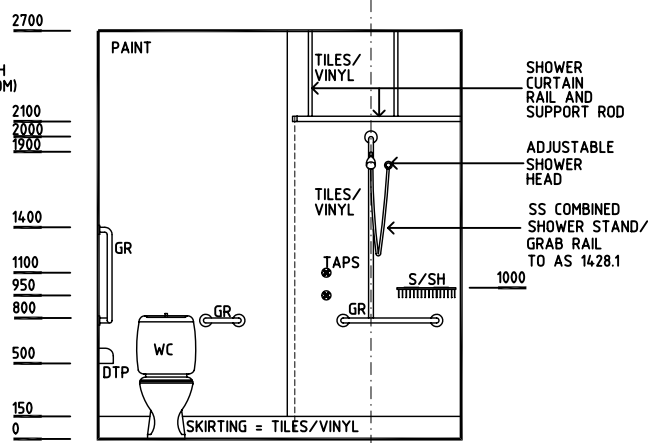 2700
2100
2000
1900
1400
1100
950
800
500
150
0
H
OM)
PAINT
TILES/
VINYL
SHOWER
CURTAIN
RAIL AND
SUPPORT ROD
ADJUSTABLE
SHOWER
HEAD
TILES/
VINYL
SS COMBINED
SHOWER STAND/
GRAB RAIL
TO AS 1428.1
GR
TAPS
S/SH
1000
GR
GR
WC
DTP
SKIRTING = TILES/VINYL